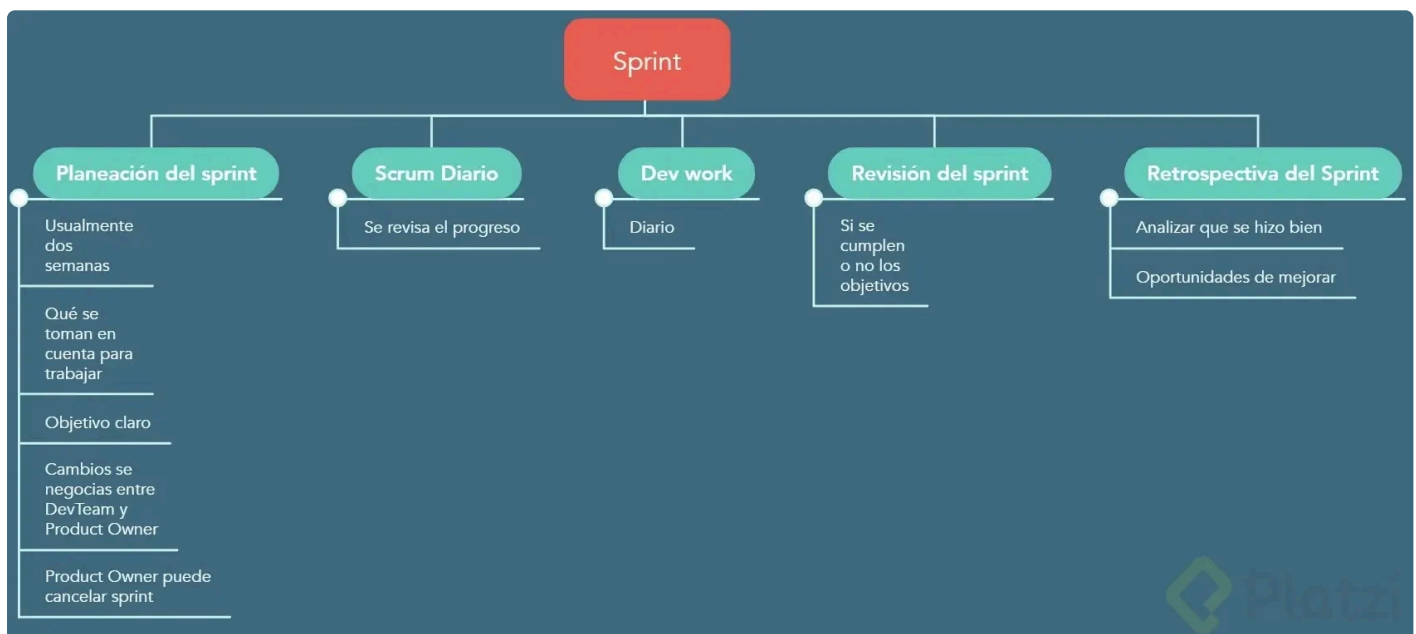 Sprint
Planeación del sprint
Usualmente
dos
semanas
Qué se
toman en
cuenta para
trabajar
Objetivo claro
Cambios se
negocias entre
DevTeam y
Product Owner
Product Owner puede
cancelar sprint
Scrum Diario
Se revisa el progreso
Dev work
Diario
Revisión del sprint
Si se
cumplen
o no los
objetivos
Retrospectiva del Sprint
Analizar que se hizo bien
Oportunidades de mejorar
Platzi